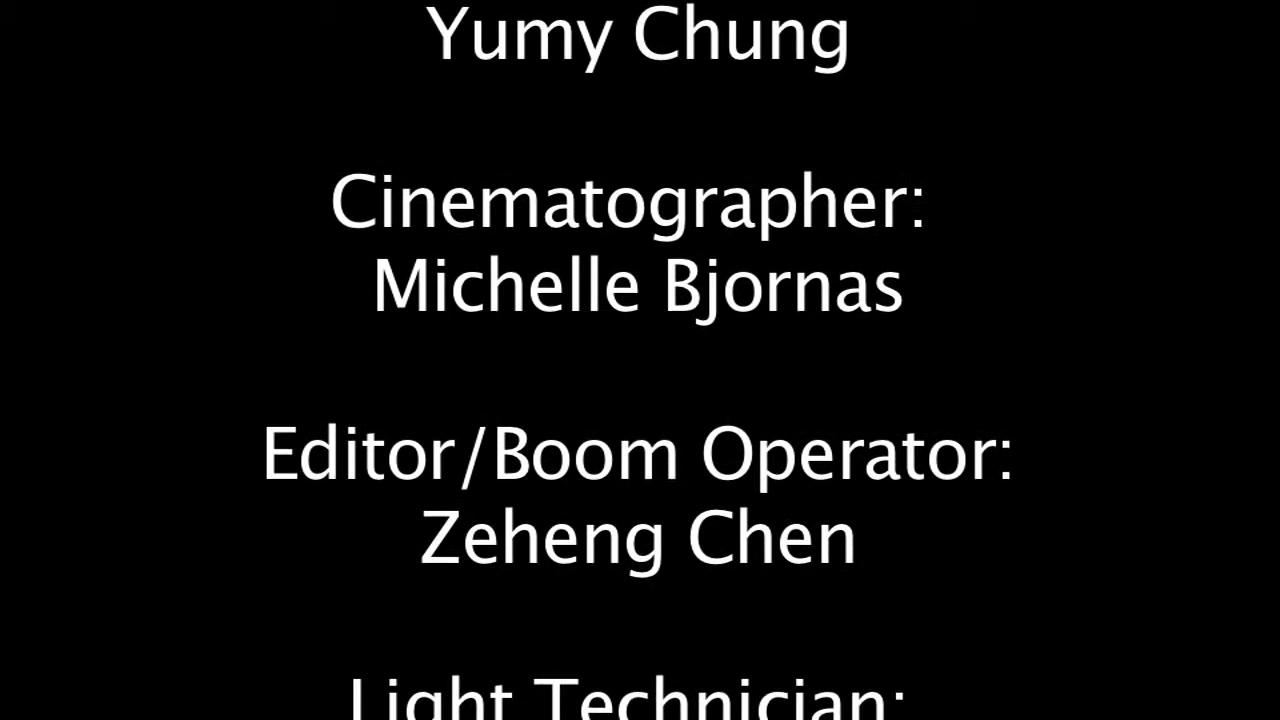 Yumy Chung
Cinematographer:
Michelle Bjornas
Editor/Boom Operator:
Zeheng Chen
Light Technician: